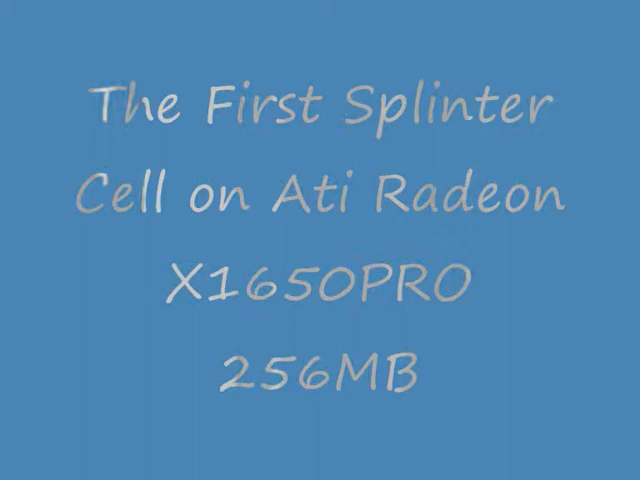 The First Splinter
Cell on Ati Radeon
X1650PRO
256MB